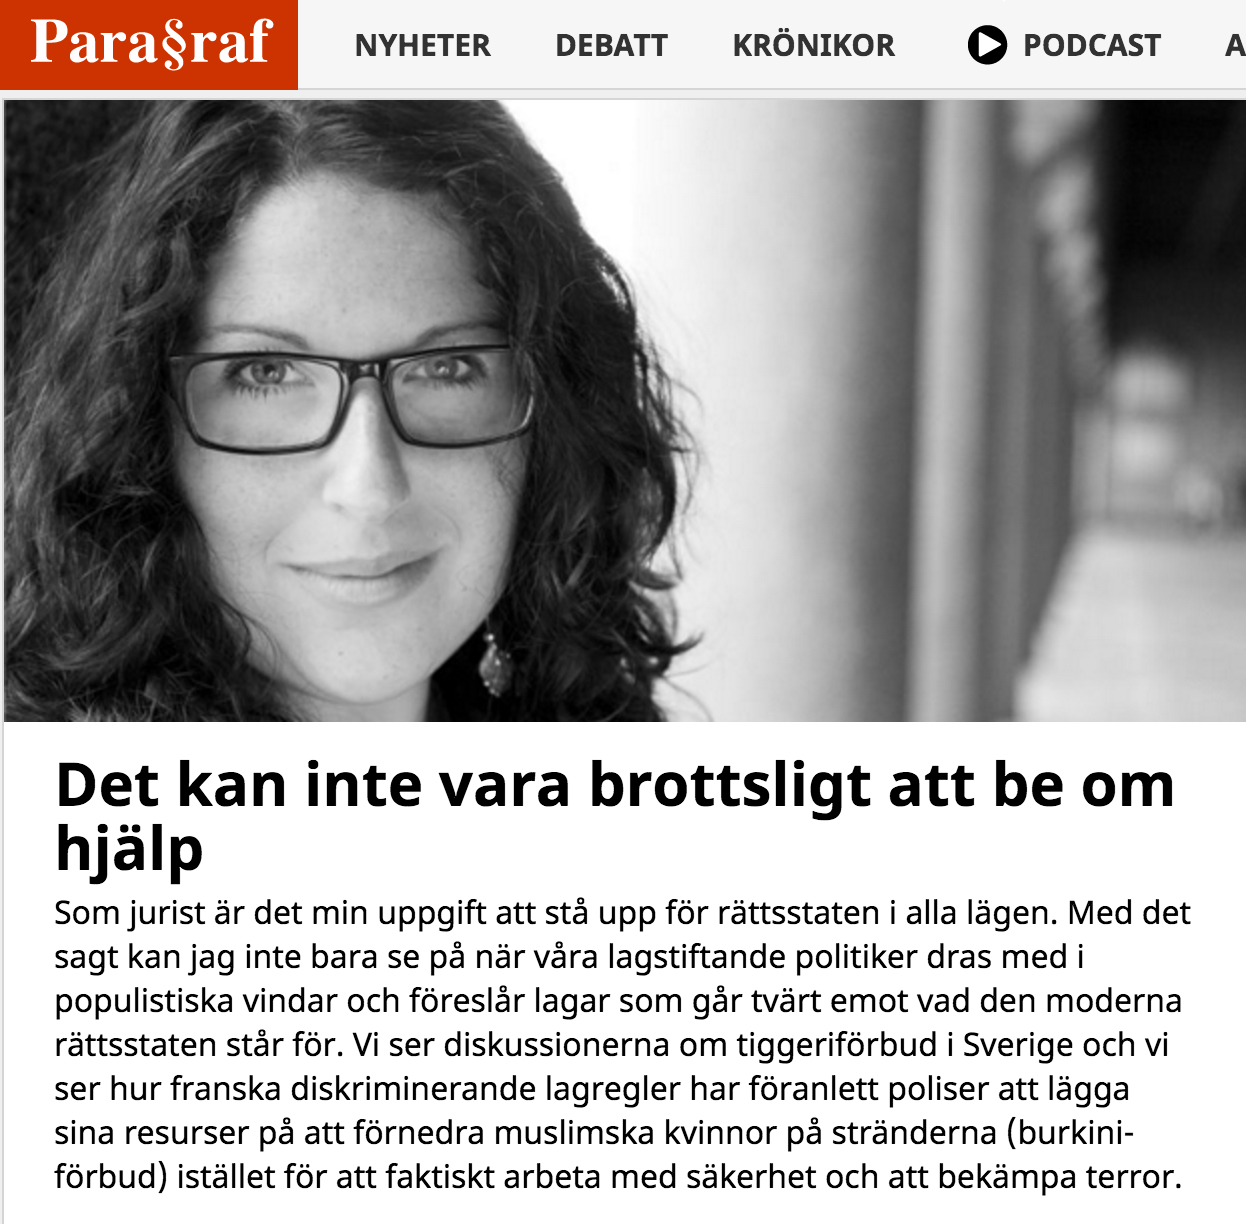 Para§raf
NYHETER DEBATT KRÖNIKOR PODCAST A
Det kan inte vara brottsligt att be om
hjälp
Som jurist är det min uppgift att stå upp för rättsstaten i alla lägen. Med det
sagt kan jag inte bara se på när våra lagstiftande politiker dras med i
populistiska vindar och föreslår lagar som går tvärt emot vad den moderna
rättsstaten står för. Vi ser diskussionerna om tiggeriförbud i Sverige och vi
ser hur franska diskriminerande lagregler har föranlett poliser att lägga
sina resurser på att förnedra muslimska kvinnor på stränderna (burkini-
förbud) istället för att faktiskt arbeta med säkerhet och att bekämpa terror.